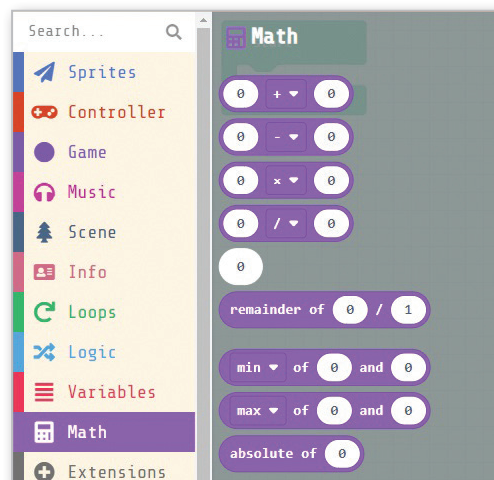 Search...
Sprites
Controller
Game
Music
Scene
Info
Loops
Logic
Variables
Math
Extensions
Math
0 + 0
0 - 0
0 × 0
0 / 0
0
remainder of 0 / 1
min of 0 and 0
max of 0 and 0
absolute of 0